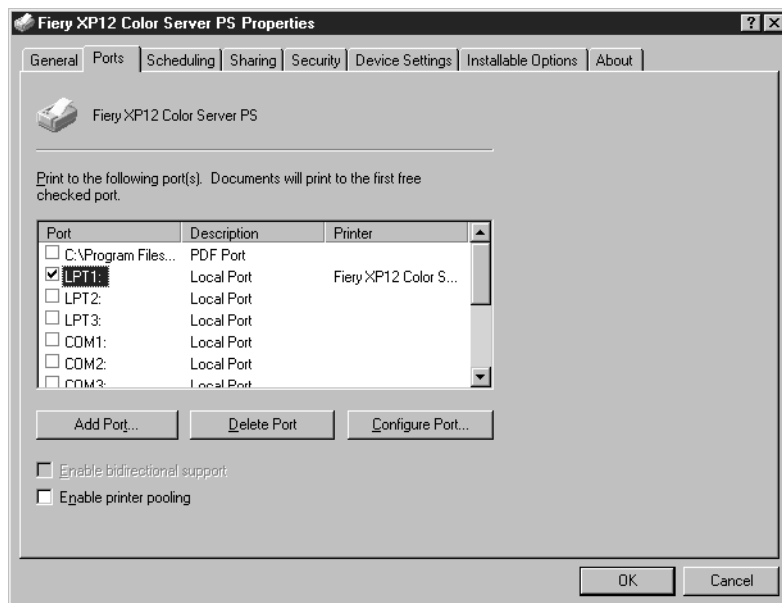 Fiery XP12 Color Server PS Properties
General Ports Scheduling Sharing Security Device Settings Installable Options About
Fiery XP12 Color Server PS
Print to the following port(s). Documents will print to the first free
checked port.
Port Description Printer
C:\Program Files... PDF Port
LPT1: Local Port Fiery XP12 Color S...
LPT2: Local Port
LPT3: Local Port
COM1: Local Port
COM2: Local Port
COM3: Local Port
Add Port... Delete Port Configure Port...
Enable bidirectional support
Enable printer pooling
OK Cancel